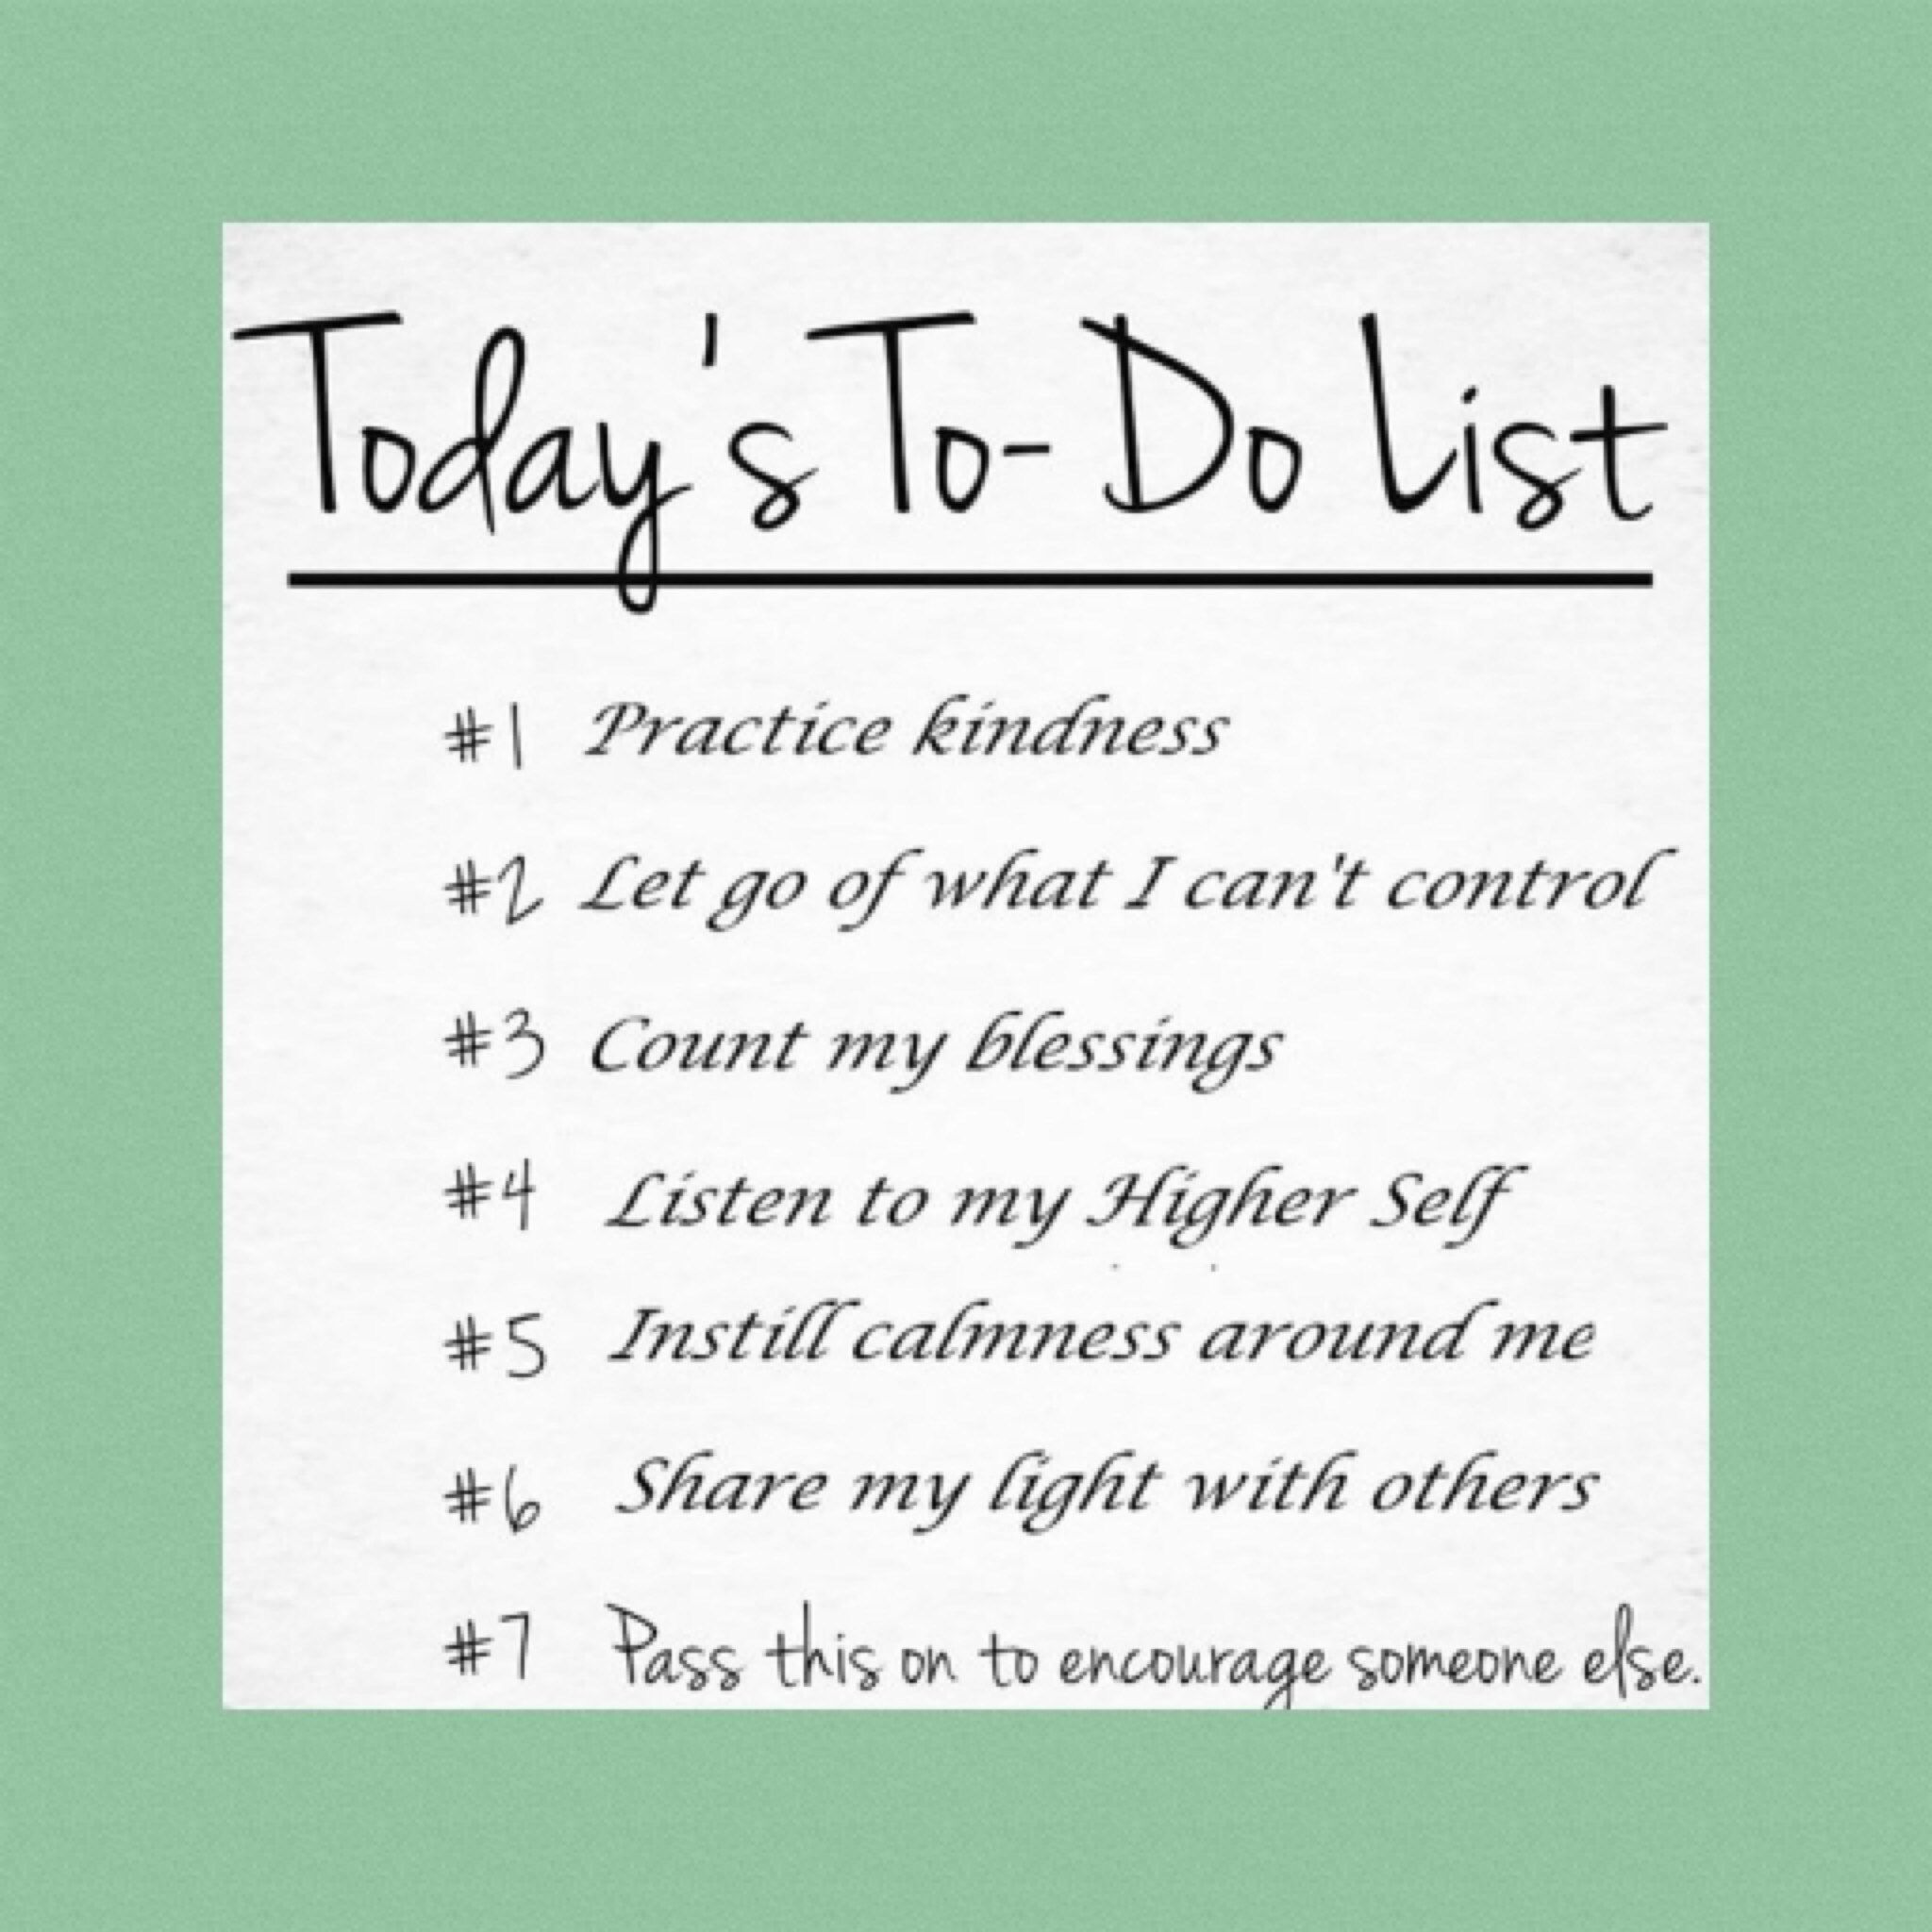 Today's To-Do List
#1 Practice kindness
#2 Let go of what I can't control
#3 Count my blessings
#4 Listen to my Higher Self
#5 Instill calmness around me
#6 Share my light with others
#7 Pass this on to encourage someone else.